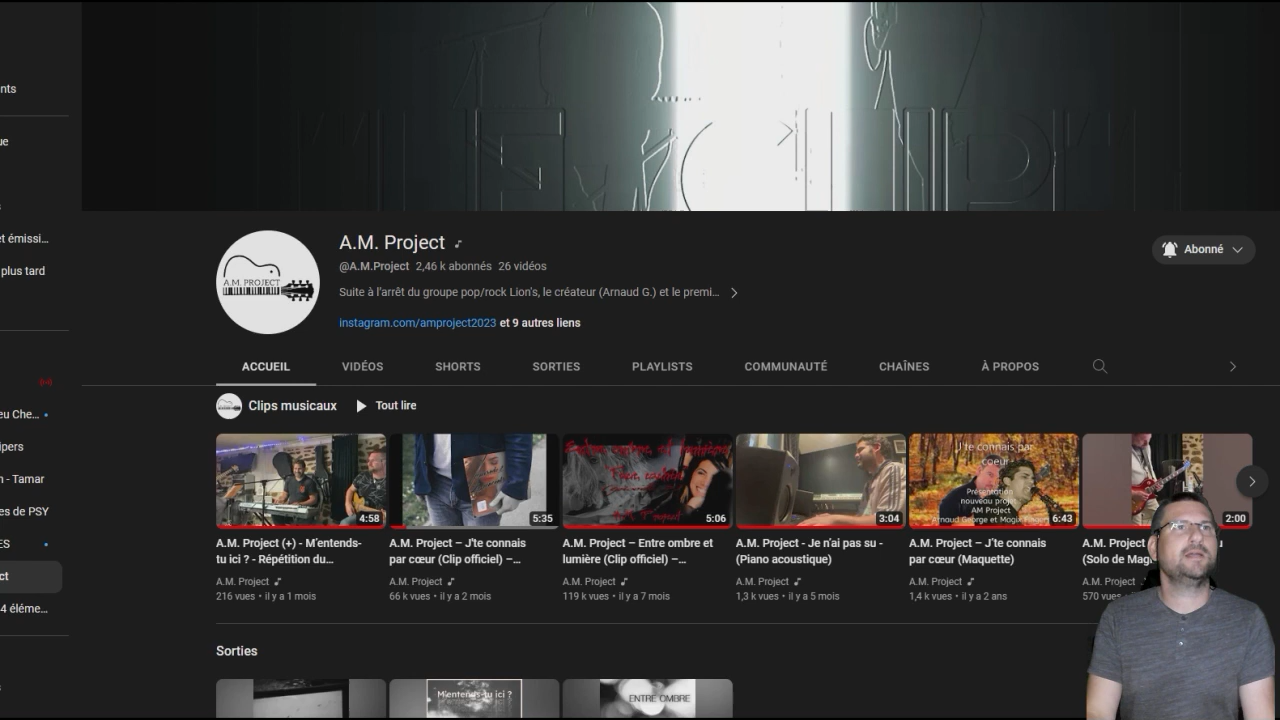 nts
ue
A.M. Project
@A.M.Project 2,46 k abonnés 26 vidéos
Abonné
et émissi...
plus tard
Suite à l'arrêt du groupe pop/rock Lion's, le créateur (Arnaud G.) et le premi...
instagram.com/amproject2023 et 9 autres liens
A.M. PROJECT
ACCUEIL VIDÉOS SHORTS SORTIES PLAYLISTS COMMUNAUTÉ CHAÎNES À PROPOS
Clips musicaux Tout lire
eu Che...
ipers
n - Tamar
es de PSY
ES
ct
4 éléme...
4:58
5:35
5:06
3:04
J'te connais par
coeur
Présentation
nouveau projet
AM Project
6:43
2:00
A.M. Project (+) - M'entends-
tu ici ? - Répétition du...
A.M. Project
216 vues • il y a 1 mois
A.M. Project – J'te connais
par cœur (Clip officiel) –...
A.M. Project
66 k vues • il y a 2 mois
A.M. Project – Entre ombre et
lumière (Clip officiel) –...
A.M. Project
119 k vues • il y a 7 mois
A.M. Project - Je n'ai pas su -
(Piano acoustique)
A.M. Project
1,3 k vues • il y a 5 mois
A.M. Project – J'te connais
par cœur (Maquette)
A.M. Project
1,4 k vues • il y a 2 ans
A.M. Project
(Solo de Mag
A.M. Project
570 vues
Sorties
M'entends-tu ici ?
ENTRE OMBRE